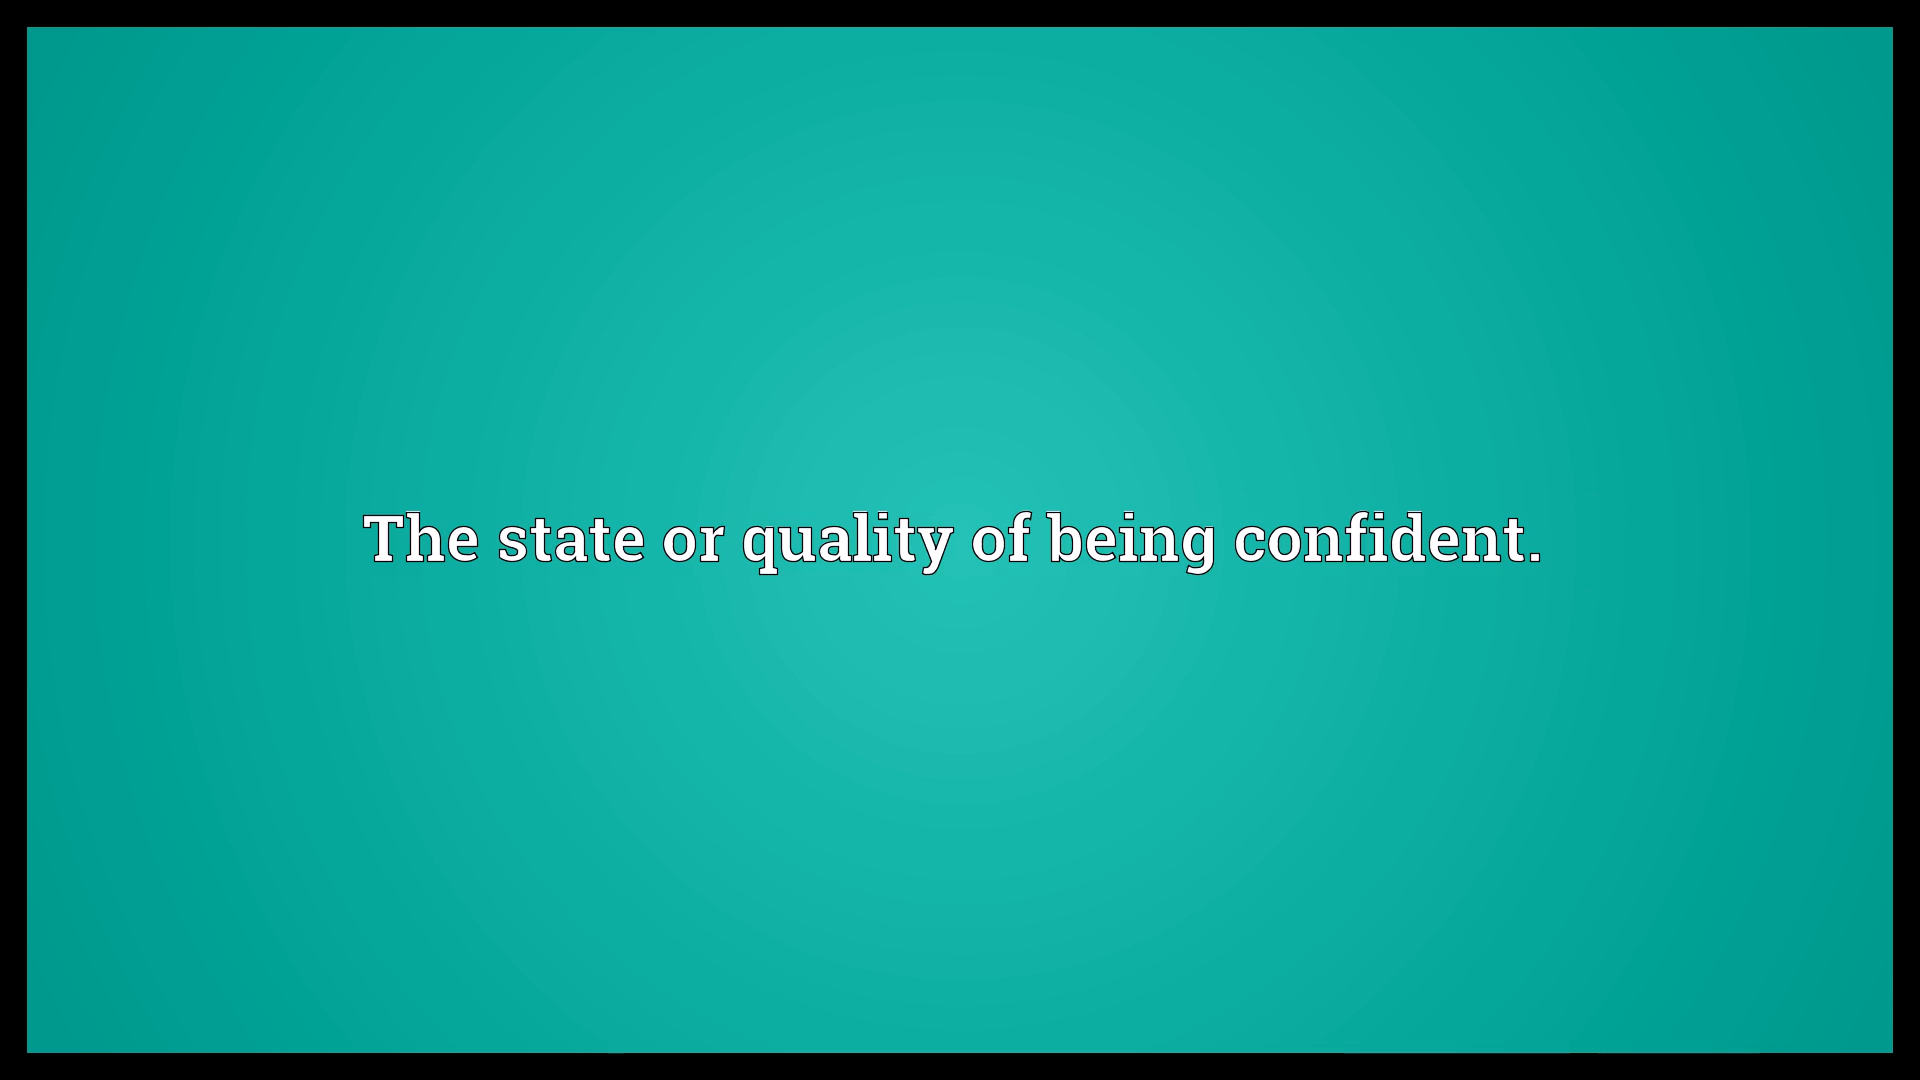 The state or quality of being confident.